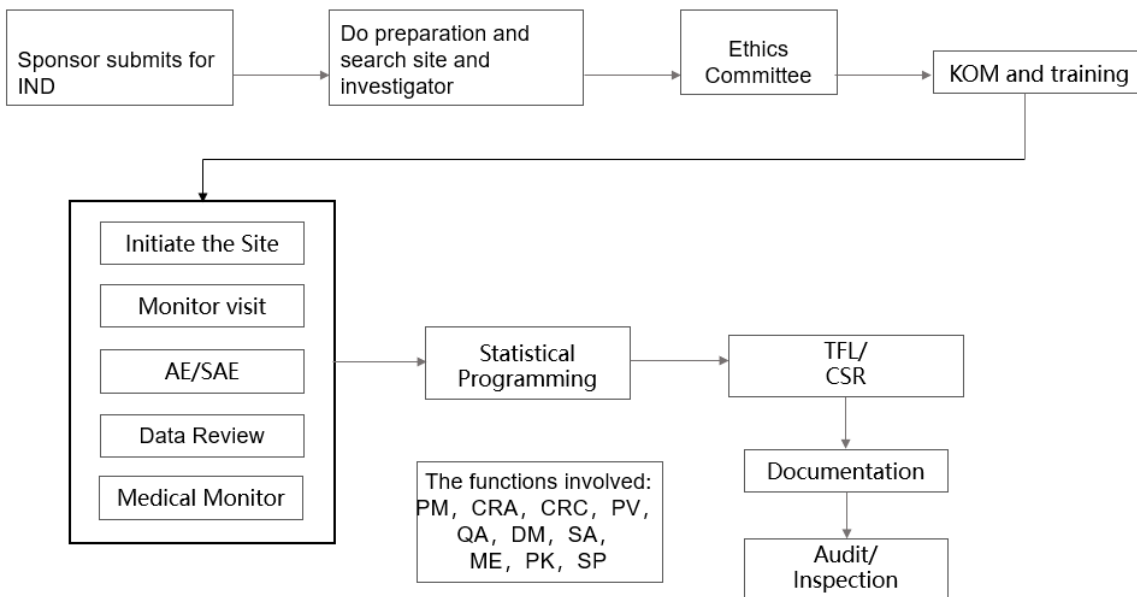 Sponsor submits for
IND
Do preparation and
search site and
investigator
Ethics
Committee
KOM and training
Initiate the Site
Monitor visit
AE/SAE
Data Review
Medical Monitor
Statistical
Programming
TFL/
CSR
Documentation
Audit/
Inspection
The functions involved:
PM, CRA, CRC, PV,
QA, DM, SA,
ME, PK, SP